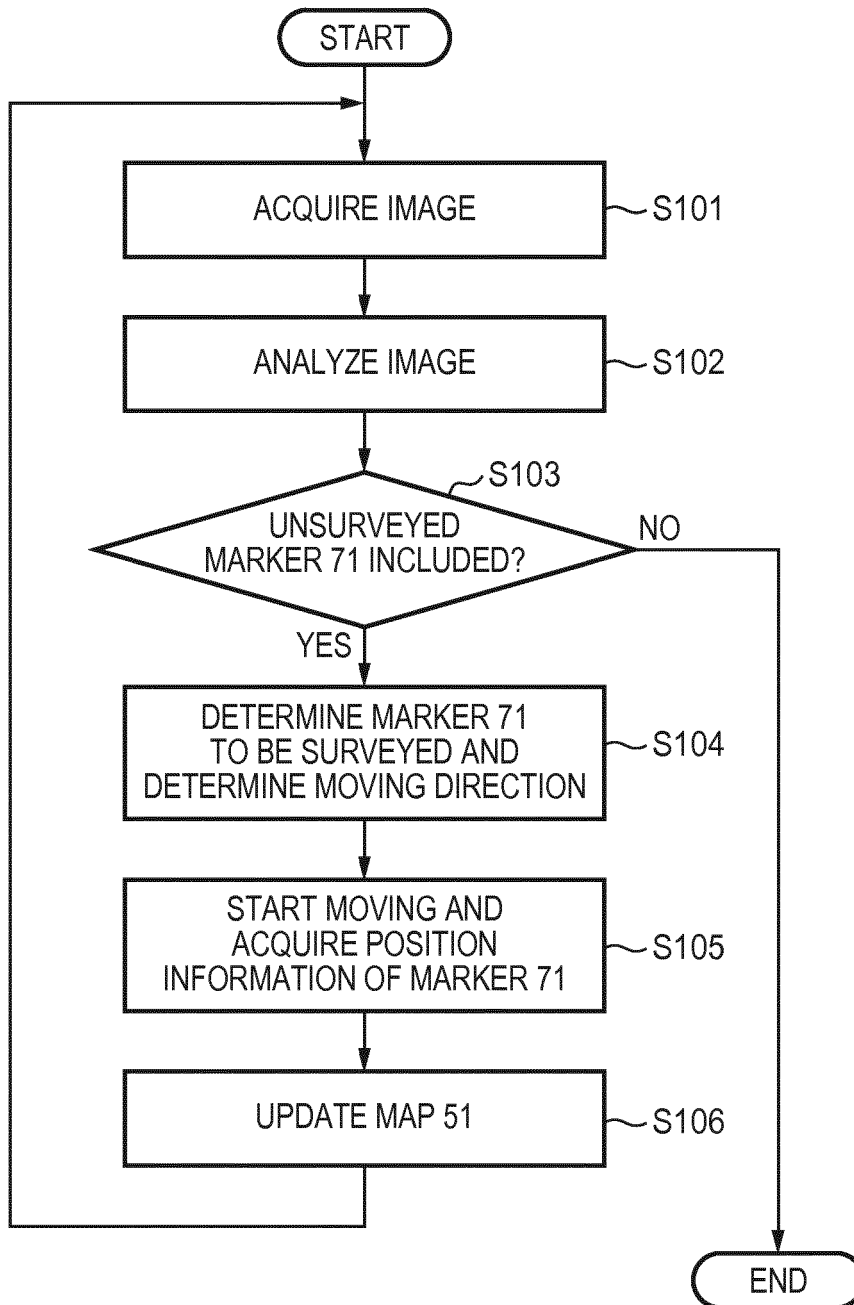 START
ACQUIRE IMAGE
S101
ANALYZE IMAGE
S102
S103
UNSURVEYED
MARKER 71 INCLUDED?
NO
YES
DETERMINE MARKER 71
TO BE SURVEYED AND
DETERMINE MOVING DIRECTION
S104
START MOVING AND
ACQUIRE POSITION
INFORMATION OF MARKER 71
S105
UPDATE MAP 51
S106
END